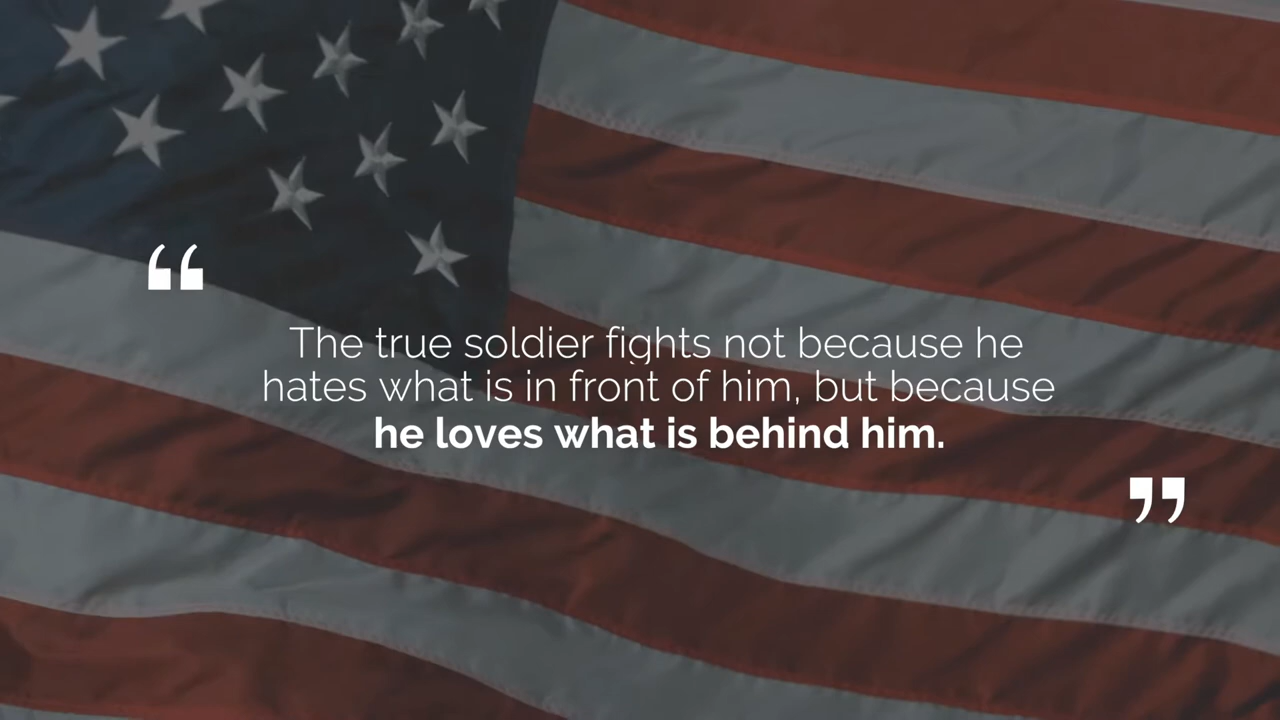 “
The true soldier fights not because he
hates what is in front of him, but because
he loves what is behind him.
”